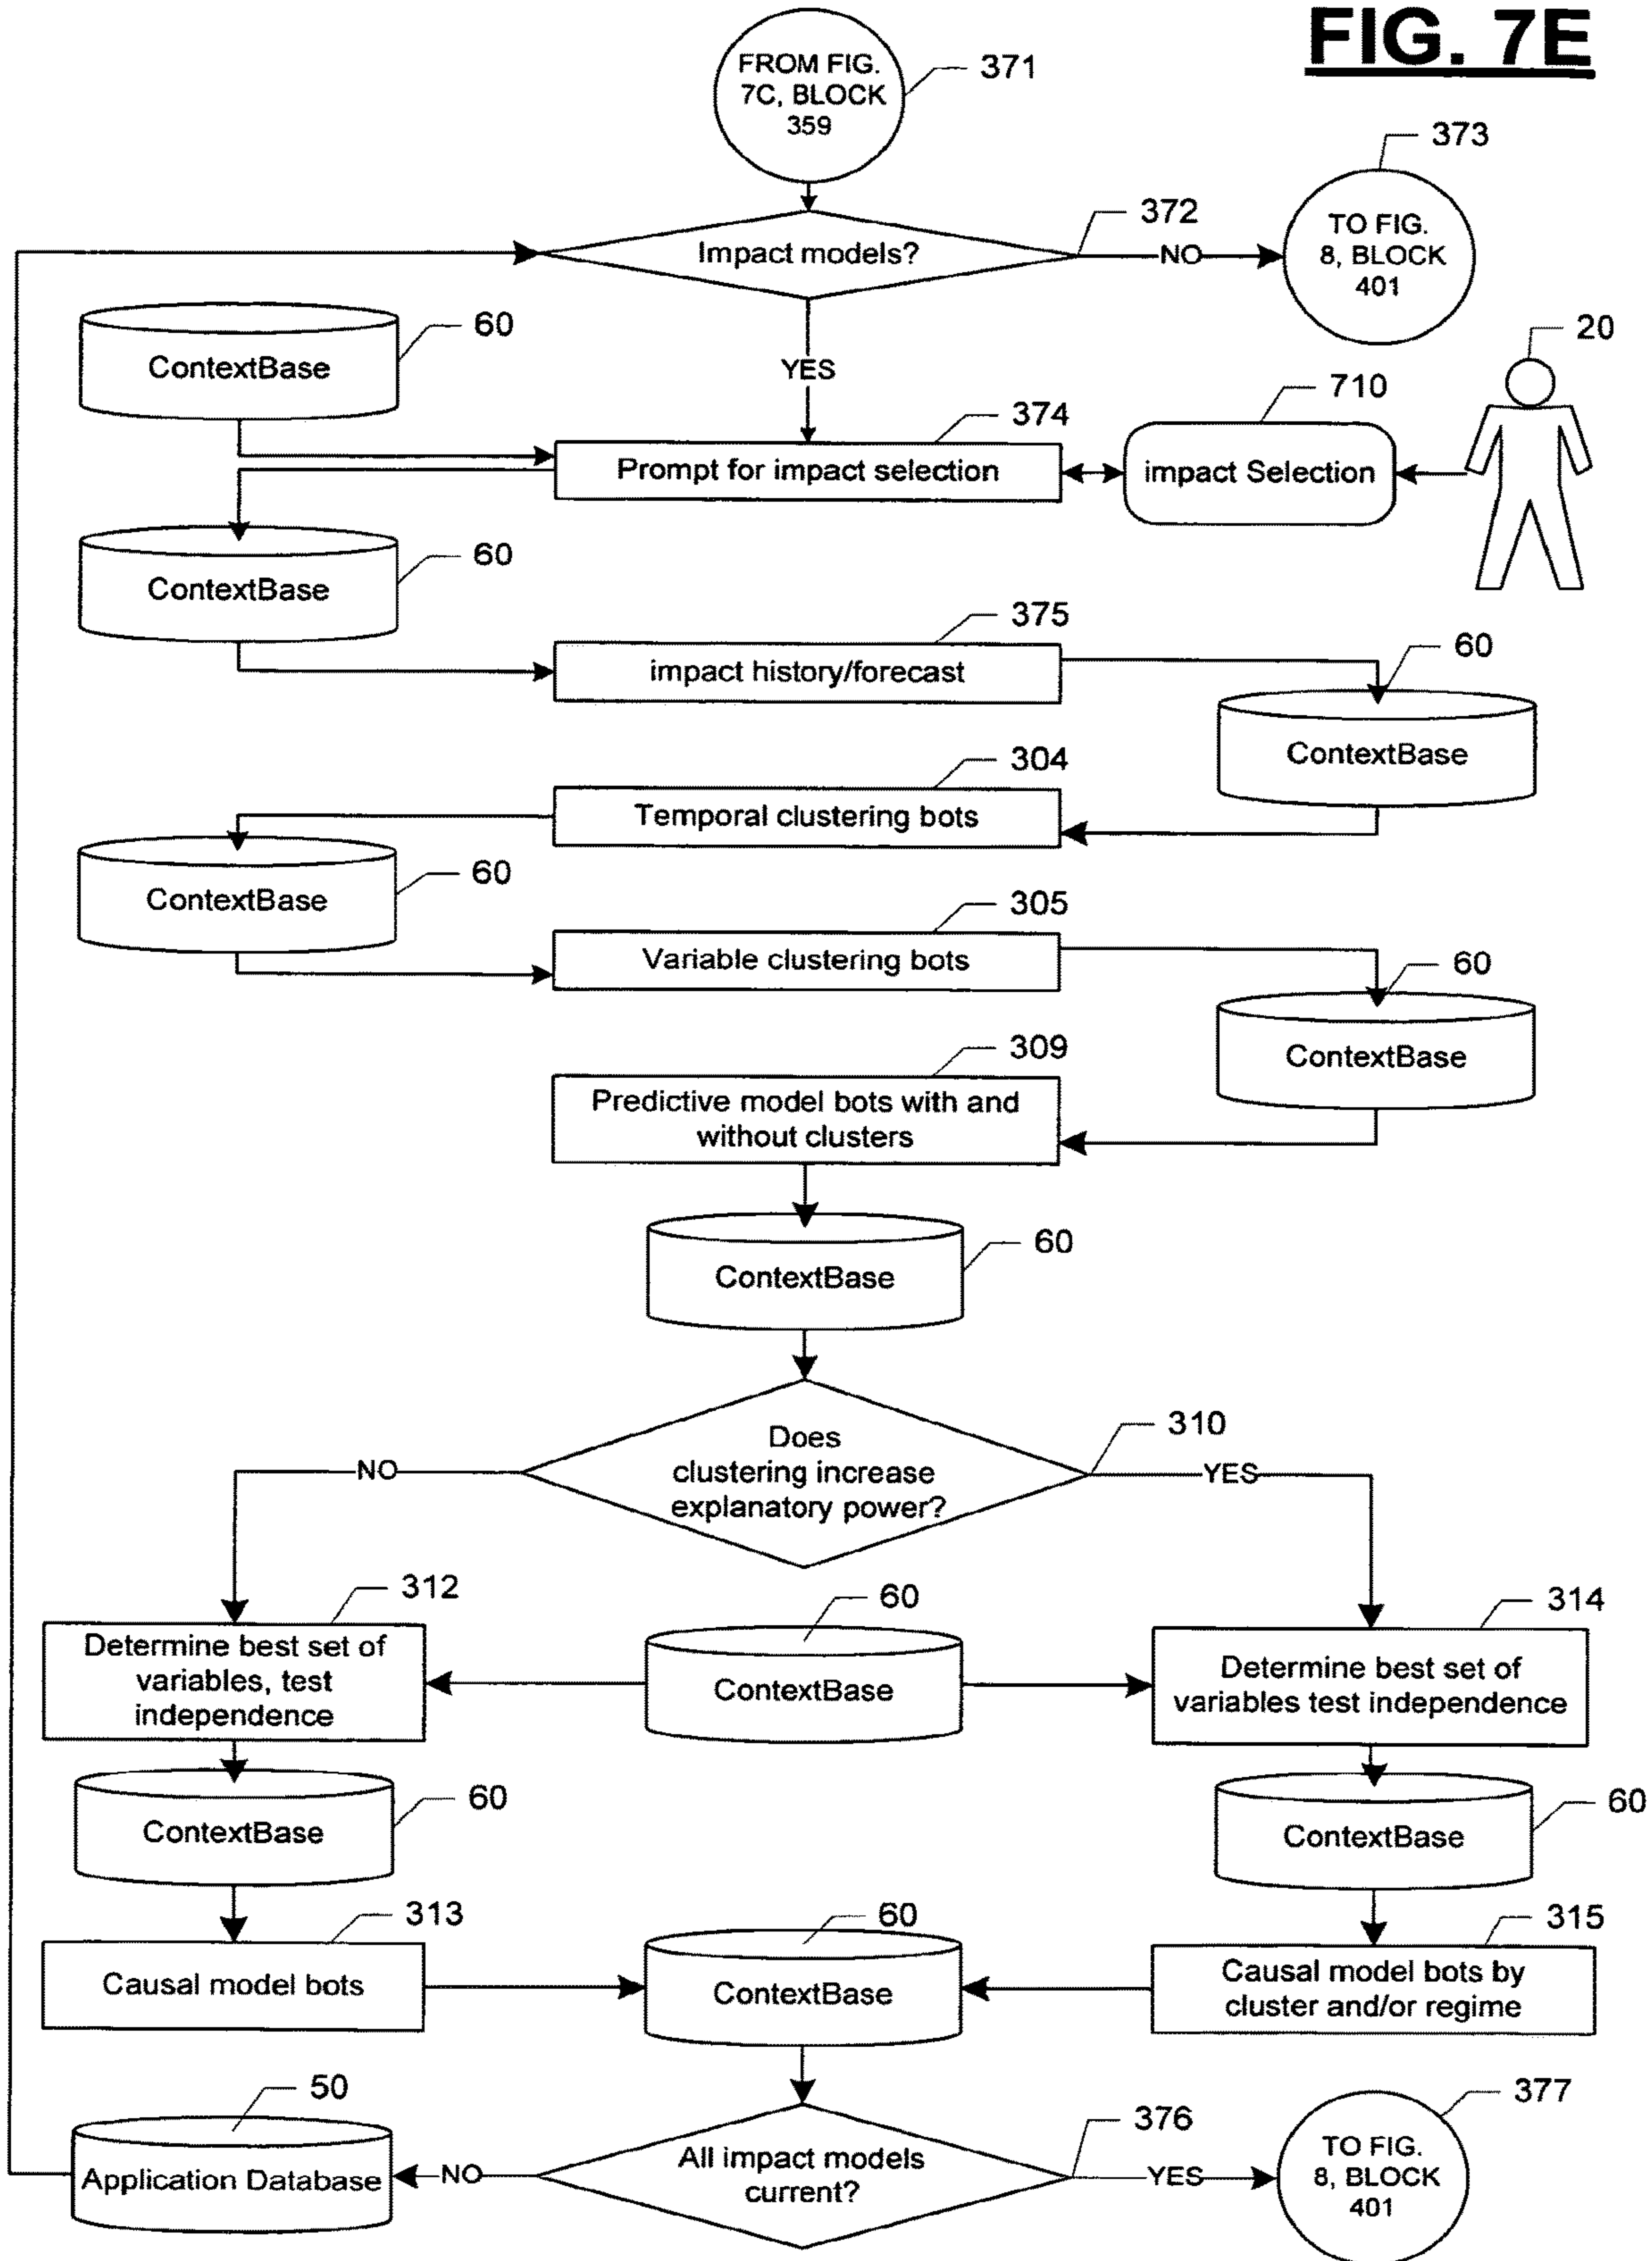 FIG. 7E
FROM FIG.
7C, BLOCK
359
371
373
372
Impact models?
NO
TO FIG.
8, BLOCK
401
60
ContextBase
YES
20
710
374
Prompt for impact selection
impact Selection
60
ContextBase
375
impact history/forecast
60
ContextBase
304
Temporal clustering bots
60
ContextBase
305
Variable clustering bots
60
ContextBase
309
Predictive model bots with and
without clusters
60
ContextBase
310
Does
clustering increase
explanatory power?
NO
YES
312
Determine best set of
variables, test
independence
60
ContextBase
314
Determine best set of
variables test independence
60
ContextBase
60
ContextBase
313
Causal model bots
60
ContextBase
315
Causal model bots by
cluster and/or regime
50
Application Database
NO
376
All impact models
current?
YES
377
TO FIG.
8, BLOCK
401